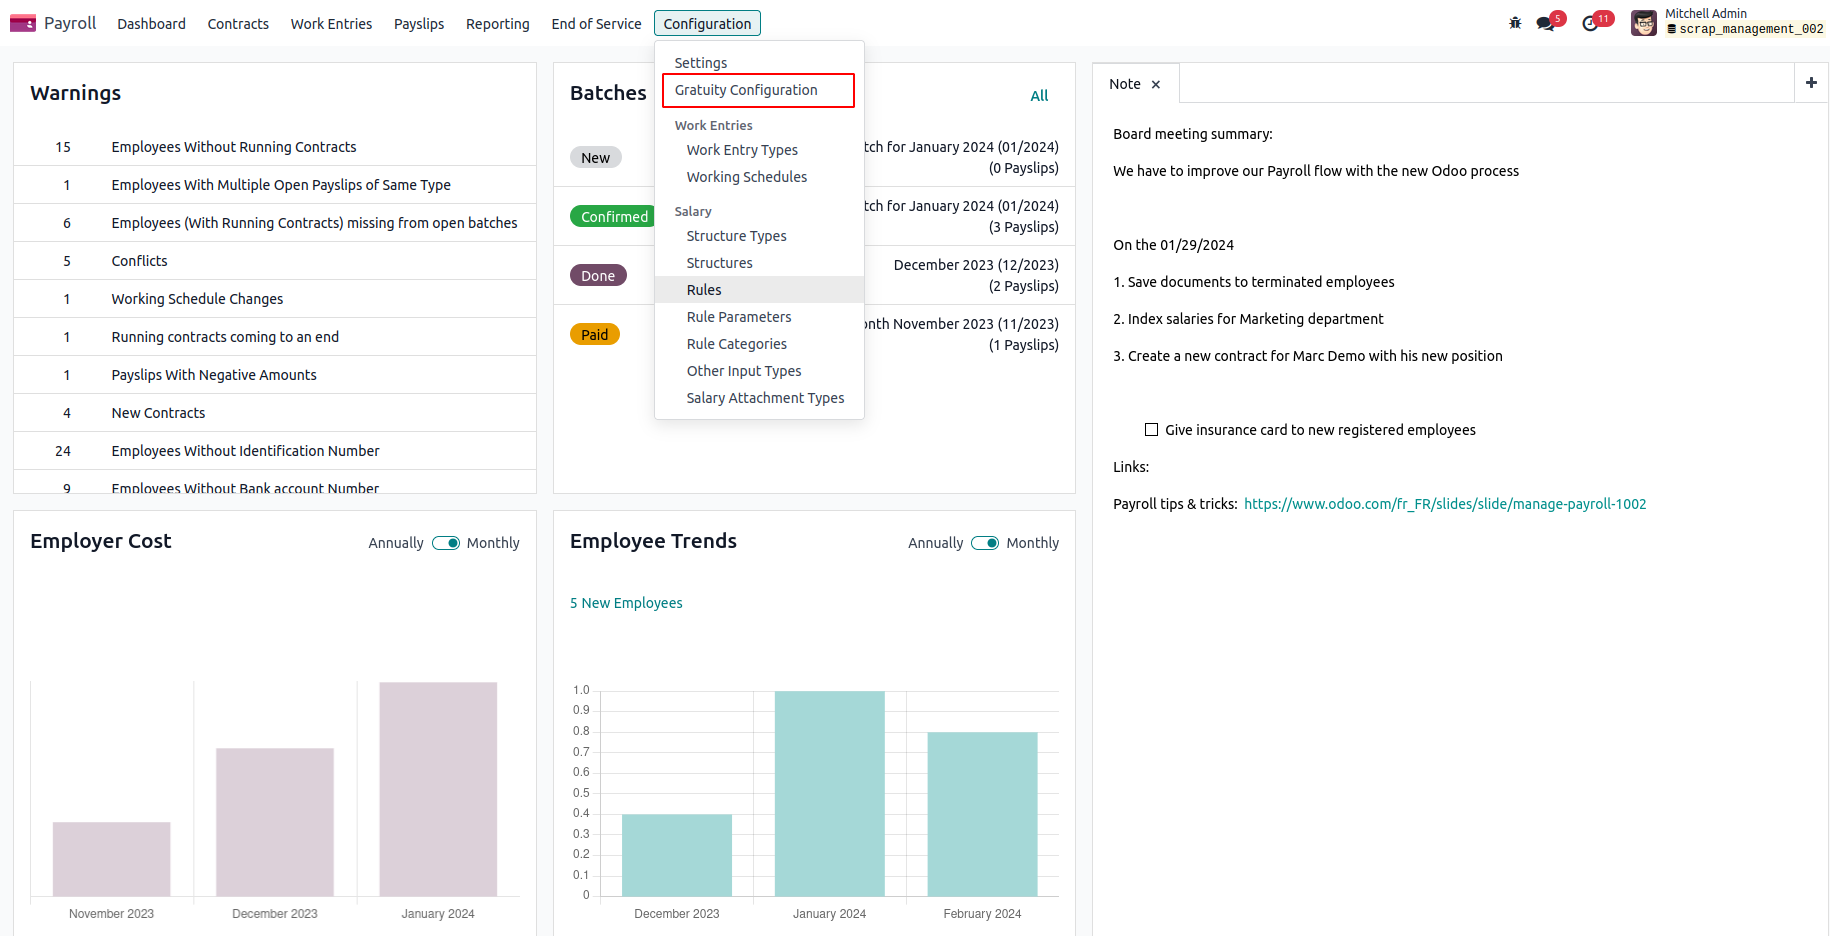 Payroll Dashboard Contracts Work Entries Payslips Reporting End of Service Configuration 5 11 Mitchell Admin
scrap_management_002
Settings
Gratuity Configuration
Work Entries
Work Entry Types
Working Schedules
Salary
Structure Types
Structures
Rules
Rule Parameters
Rule Categories
Other Input Types
Salary Attachment Types
Warnings
15 Employees Without Running Contracts
1 Employees With Multiple Open Payslips of Same Type
6 Employees (With Running Contracts) missing from open batches
5 Conflicts
1 Working Schedule Changes
1 Running contracts coming to an end
1 Payslips With Negative Amounts
4 New Contracts
24 Employees Without Identification Number
9 Employees Without Bank account Number
Batches All
New tch for January 2024 (01/2024)
(0 Payslips)
Confirmed tch for January 2024 (01/2024)
(3 Payslips)
Done December 2023 (12/2023)
(2 Payslips)
Paid nth November 2023 (11/2023)
(1 Payslips)
Note × +
Board meeting summary:
We have to improve our Payroll flow with the new Odoo process
On the 01/29/2024
1. Save documents to terminated employees
2. Index salaries for Marketing department
3. Create a new contract for Marc Demo with his new position
Give insurance card to new registered employees
Links:
Payroll tips & tricks: https://www.odoo.com/fr_FR/slides/slide/manage-payroll-1002
Employer Cost Annually Monthly
November 2023 December 2023 January 2024
Employee Trends Annually Monthly
5 New Employees
1.0
0.9
0.8
0.7
0.6
0.5
0.4
0.3
0.2
0.1
0
December 2023 January 2024 February 2024